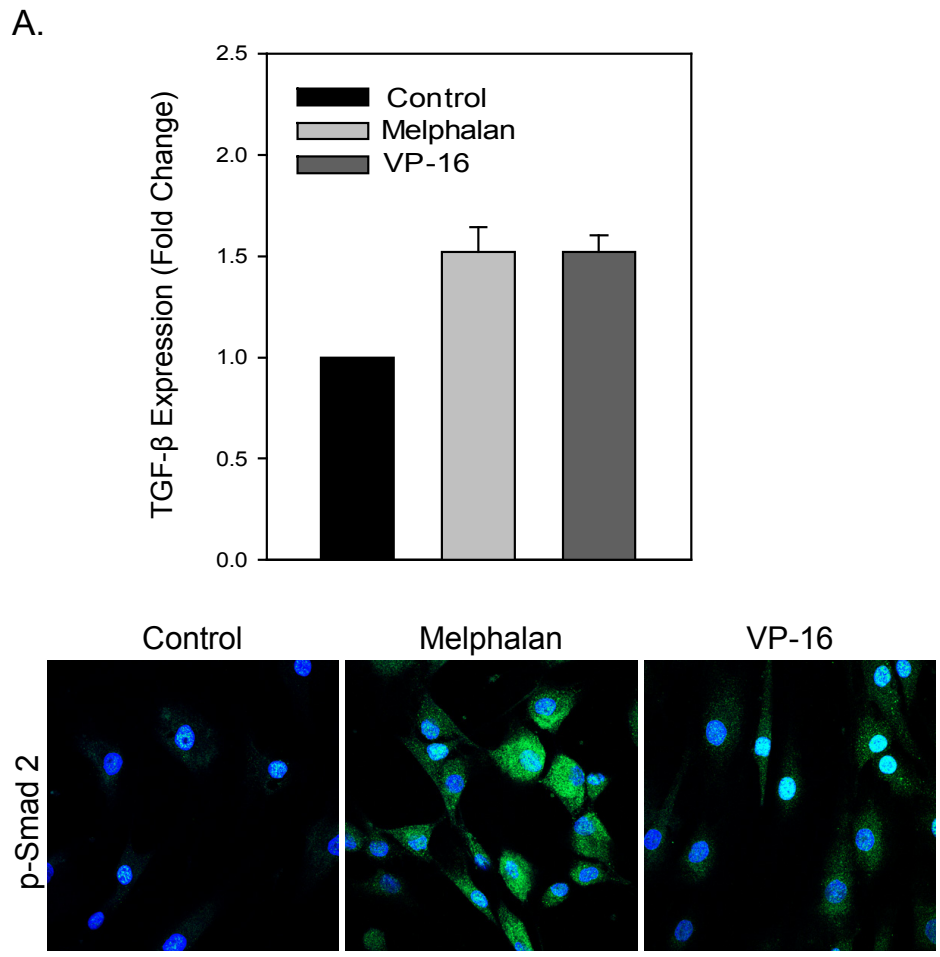 A.
2.5
2.0
1.5
1.0
0.5
0.0
TGF-β Expression (Fold Change)
Control
Melphalan
VP-16
Control Melphalan VP-16
p-Smad 2